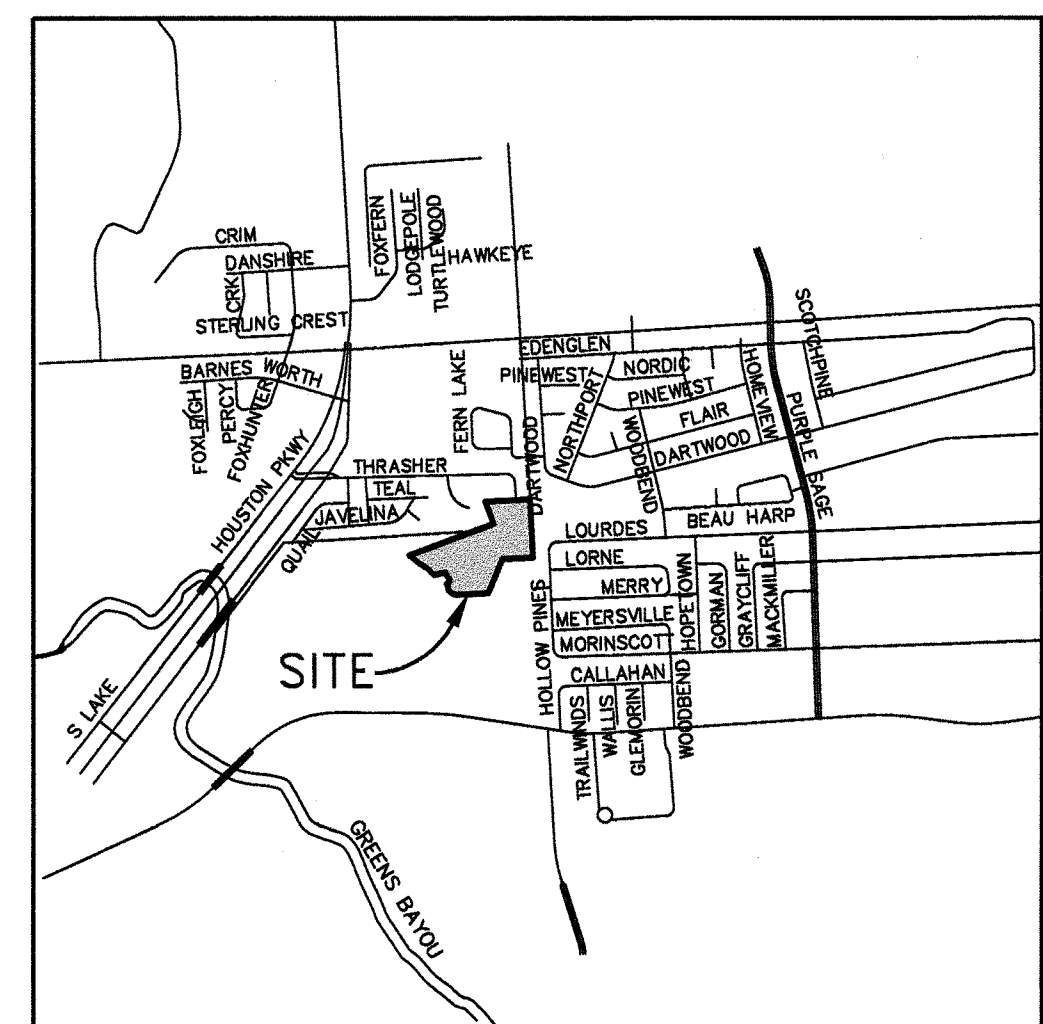 CRIM
DANSHIRE
CRK
STERLING CREST
FOXFERN
LODGEPOLE
TURTLEWOOD
HAWKEYE
BARNES WORTH
FOXLEIGH
PERCY
FOXHUNTER
HOUSTON PKWY
FERN LAKE
EDENGLEN
PINEWEST
NORTHPORT
NORDIC
PINEWEST
FLAIR
DARTWOOD
WOODBEND
HOMEVIEW
SCOTCHPINE
PURPLE SAGE
DARTWOOD
THRASHER
TEAL
JAVELINA
QUAIL
BEAU HARP
LOURDES
LORNE
MERRY
MEYERSVILLE
MORINSCOTT
CALLAHAN
HOLLOW PINES
HOPETOWN
GORMAN
GRAYCLIFF
MACKMILLER
WOODBEND
TRAILWINDS
WALLIS
GLEMORIN
SITE
S LAKE
GREENS BAYOU